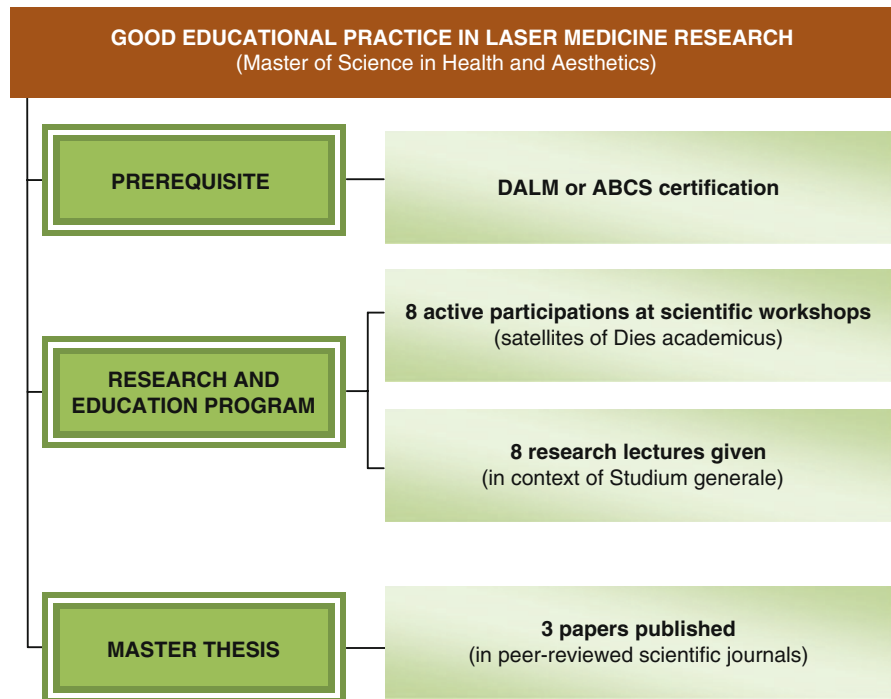 GOOD EDUCATIONAL PRACTICE IN LASER MEDICINE RESEARCH
(Master of Science in Health and Aesthetics)
PREREQUISITE
DALM or ABCS certification
RESEARCH AND
EDUCATION PROGRAM
8 active participations at scientific workshops
(satellites of Dies academicus)
8 research lectures given
(in context of Studium generale)
MASTER THESIS
3 papers published
(in peer-reviewed scientific journals)